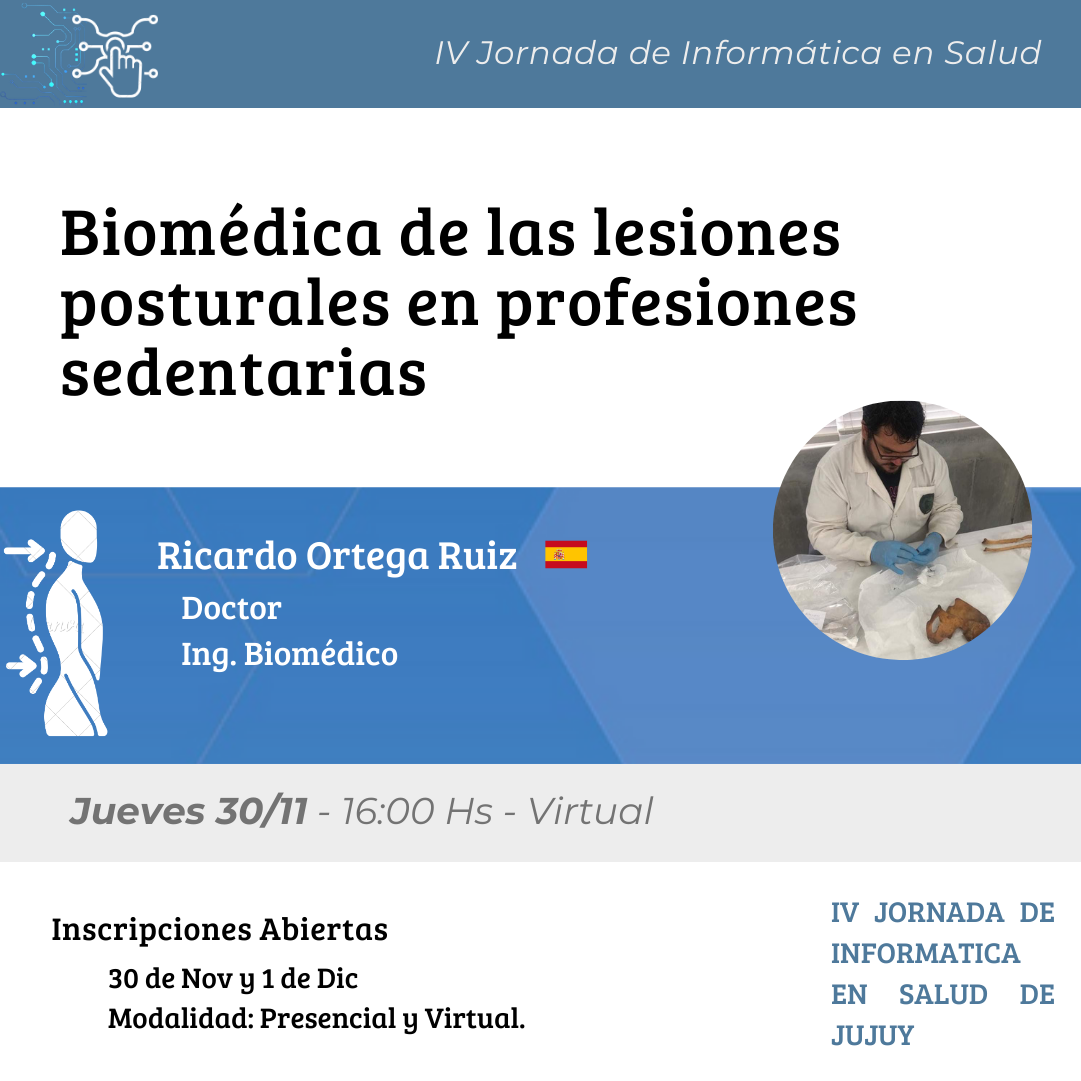 IV Jornada de Informática en Salud
Biomédica de las lesiones
posturales en profesiones
sedentarias
Ricardo Ortega Ruiz
Doctor
Ing. Biomédico
Jueves 30/11 - 16:00 Hs - Virtual
Inscripciones Abiertas
30 de Nov y 1 de Dic
Modalidad: Presencial y Virtual.
IV JORNADA DE
INFORMATICA
EN SALUD DE
JUJUY